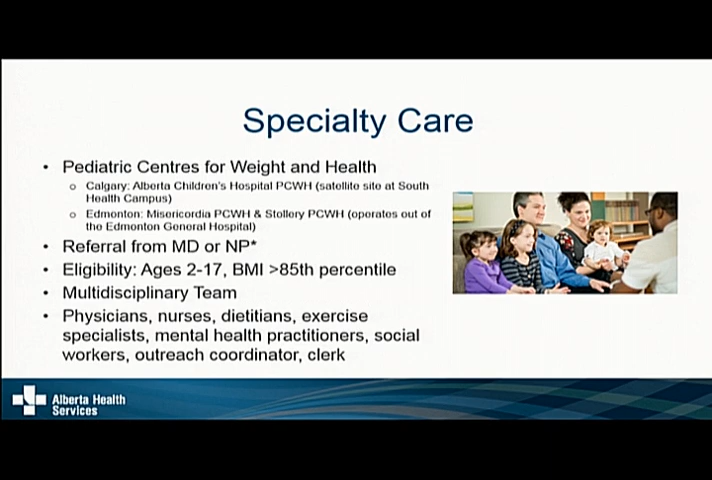 Specialty Care
• Pediatric Centres for Weight and Health
o Calgary: Alberta Children's Hospital PCWH (satellite site at South
Health Campus)
o Edmonton: Misericordia PCWH & Stollery PCWH (operates out of
the Edmonton General Hospital)
• Referral from MD or NP*
• Eligibility: Ages 2-17, BMI >85th percentile
• Multidisciplinary Team
• Physicians, nurses, dietitians, exercise
specialists, mental health practitioners, social
workers, outreach coordinator, clerk
Alberta Health
Services